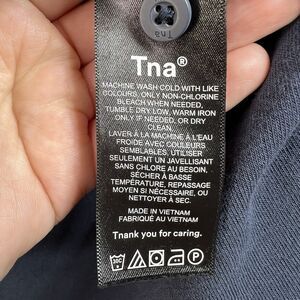 Tna
Tna®
MACHINE WASH COLD WITH LIKE
COLOURS, ONLY NON-CHLORINE
BLEACH WHEN NEEDED,
TUMBLE DRY LOW, WARM IRON
ONLY IF NEEDED, OR DRY
CLEAN.
LAVER À LA MACHINE À L'EAU
FROIDE AVEC COULEURS
SEMBLABLES, UTILISER
SEULEMENT UN JAVELLISANT
SANS CHLORE AU BESOIN,
SÉCHER À BASSE
TEMPÉRATURE, REPASSAGE
MOYEN SI NÉCESSAIRE, OU
NETTOYER À SEC.
MADE IN VIETNAM
FABRIQUÉ AU VIETNAM
Tnank you for caring.
30C
P